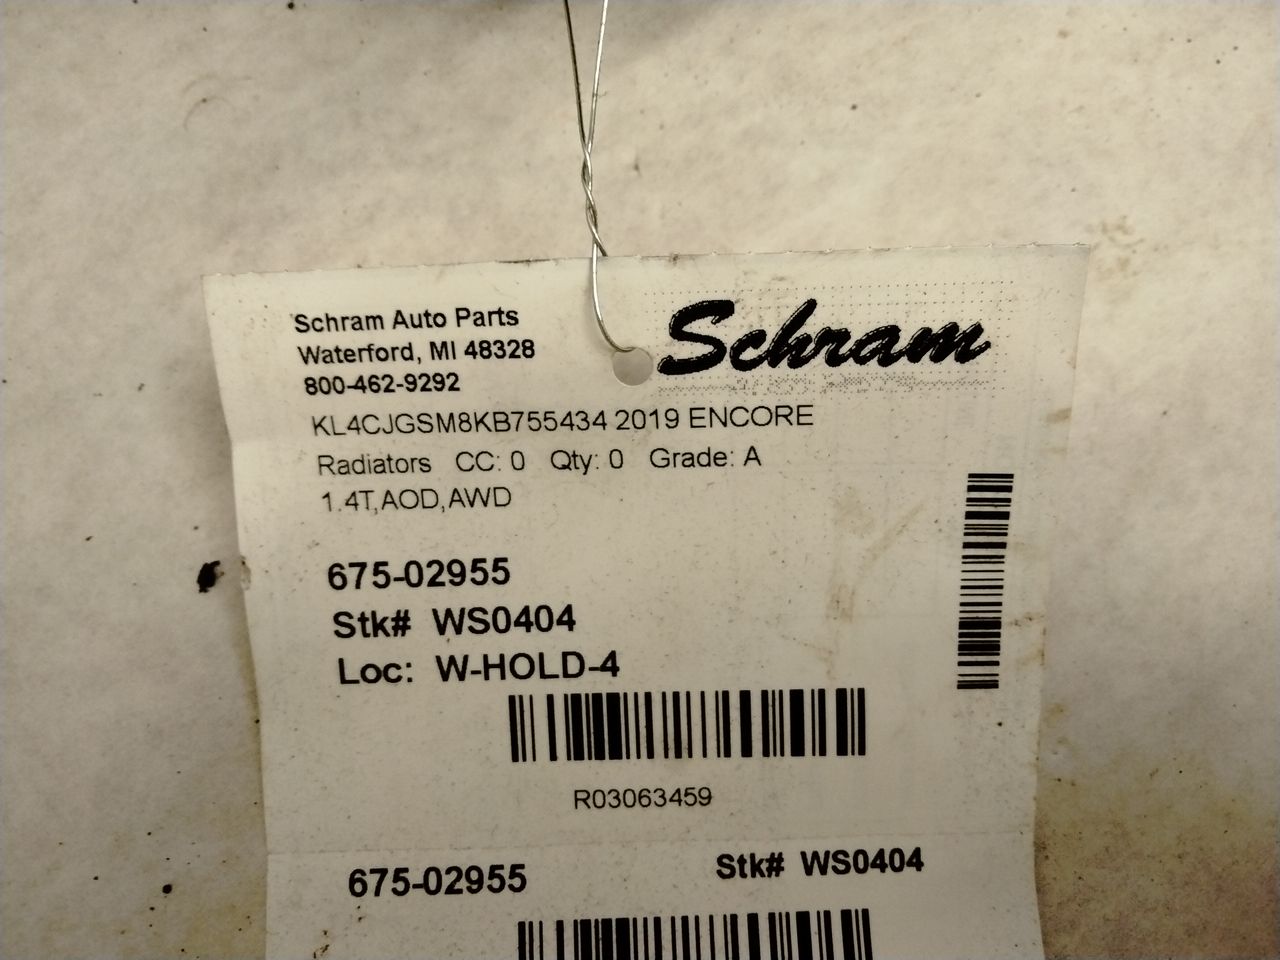 Schram Auto Parts
Waterford, MI 48328
800-462-9292
Schram
KL4CJGSM8KB755434 2019 ENCORE
Radiators CC: 0 Qty: 0 Grade: A
1.4T,AOD,AWD
675-02955
Stk# WS0404
Loc: W-HOLD-4
R03063459
675-02955 Stk# WS0404